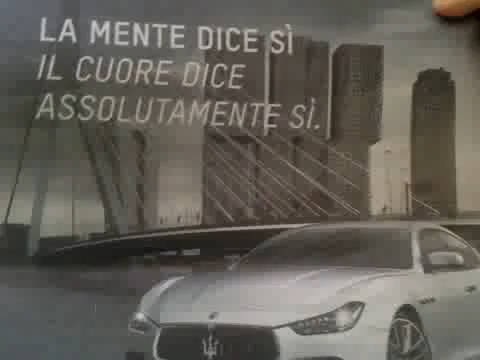 LA MENTE DICE SÌ
IL CUORE DICE
ASSOLUTAMENTE SÌ.